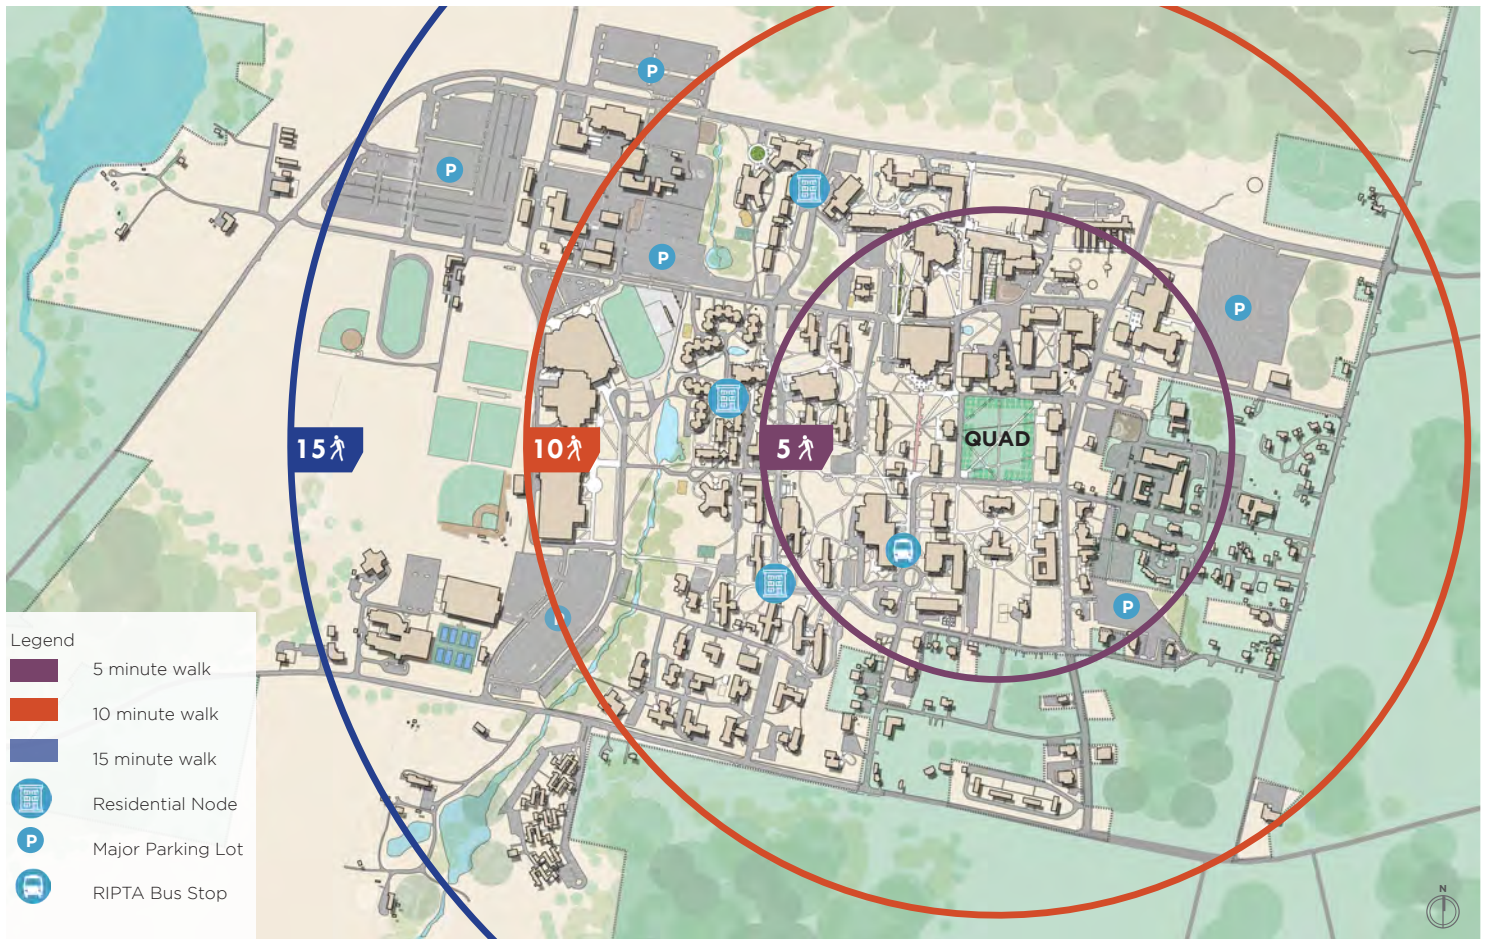 P
P
P
P
QUAD
15
10
5
P
P
Legend
5 minute walk
10 minute walk
15 minute walk
Residential Node
P
Major Parking Lot
RIPTA Bus Stop
N